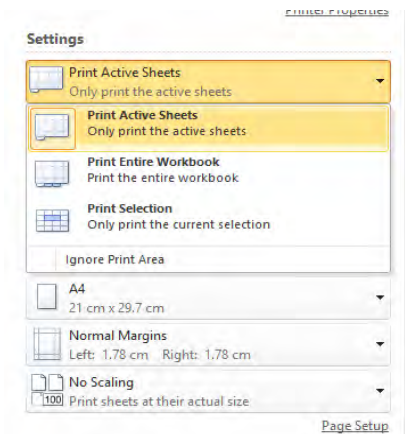 Printer Properties
Settings
Print Active Sheets
Only print the active sheets
Print Active Sheets
Only print the active sheets
Print Entire Workbook
Print the entire workbook
Print Selection
Only print the current selection
Ignore Print Area
A4
21 cm x 29.7 cm
Normal Margins
Left: 1.78 cm Right: 1.78 cm
No Scaling
100 Print sheets at their actual size
Page Setup